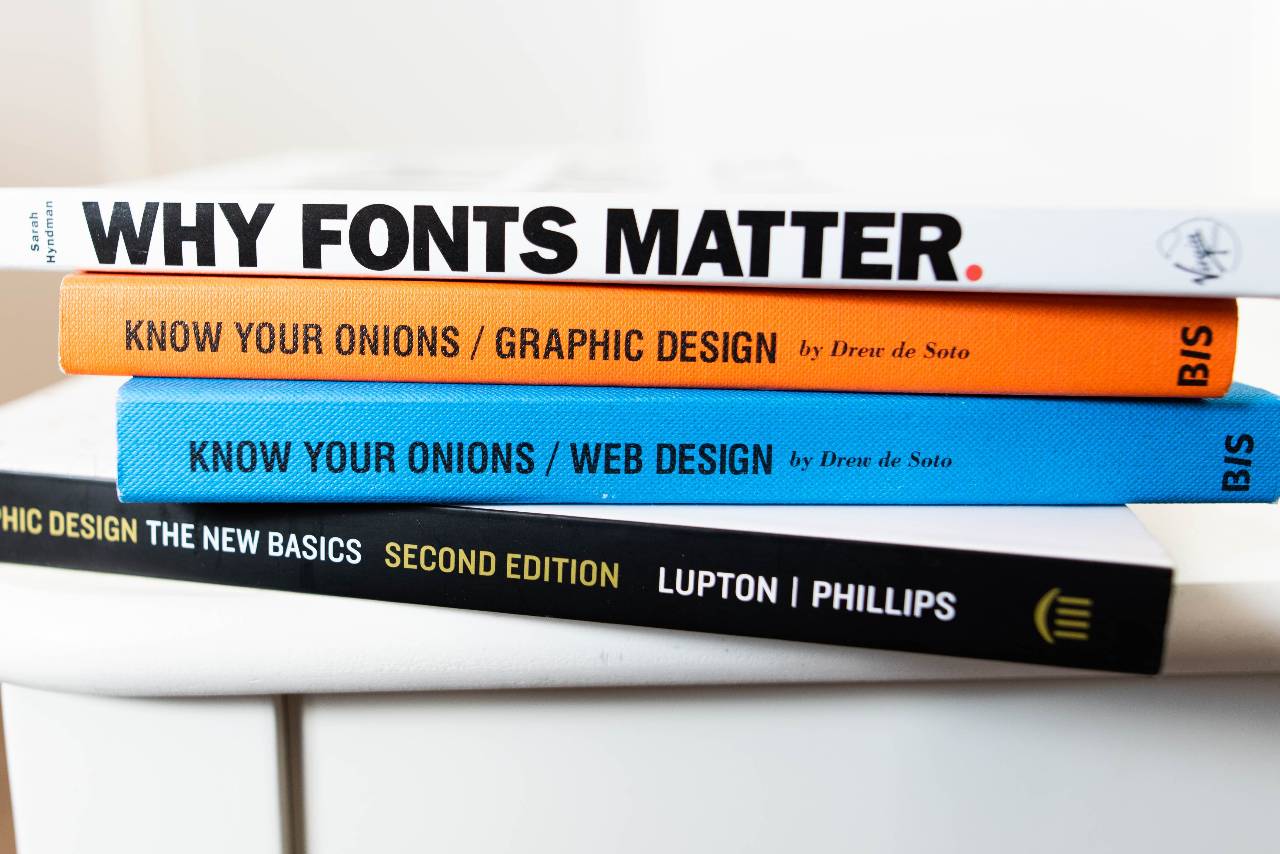 Sarah
Hyndman
WHY FONTS MATTER.
Virgin
KNOW YOUR ONIONS / GRAPHIC DESIGN by Drew de Soto
BIS
KNOW YOUR ONIONS / WEB DESIGN by Drew de Soto
BIS
PHIC DESIGN THE NEW BASICS SECOND EDITION LUPTON | PHILLIPS